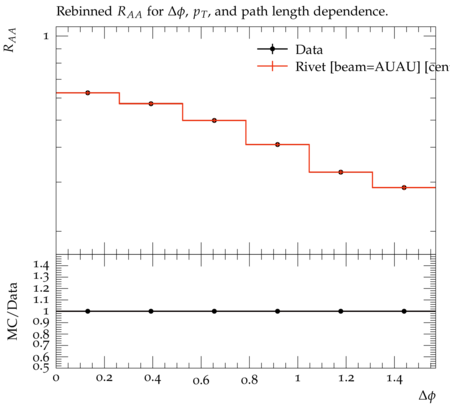 Rebinned R_AA for Δϕ, p_T, and path length dependence.
R_AA
1
Data
Rivet [beam=AUAU] [cen
MC/Data
1.4
1.3
1.2
1.1
1
0.9
0.8
0.7
0.6
0.5
0 0.2 0.4 0.6 0.8 1 1.2 1.4
Δϕ